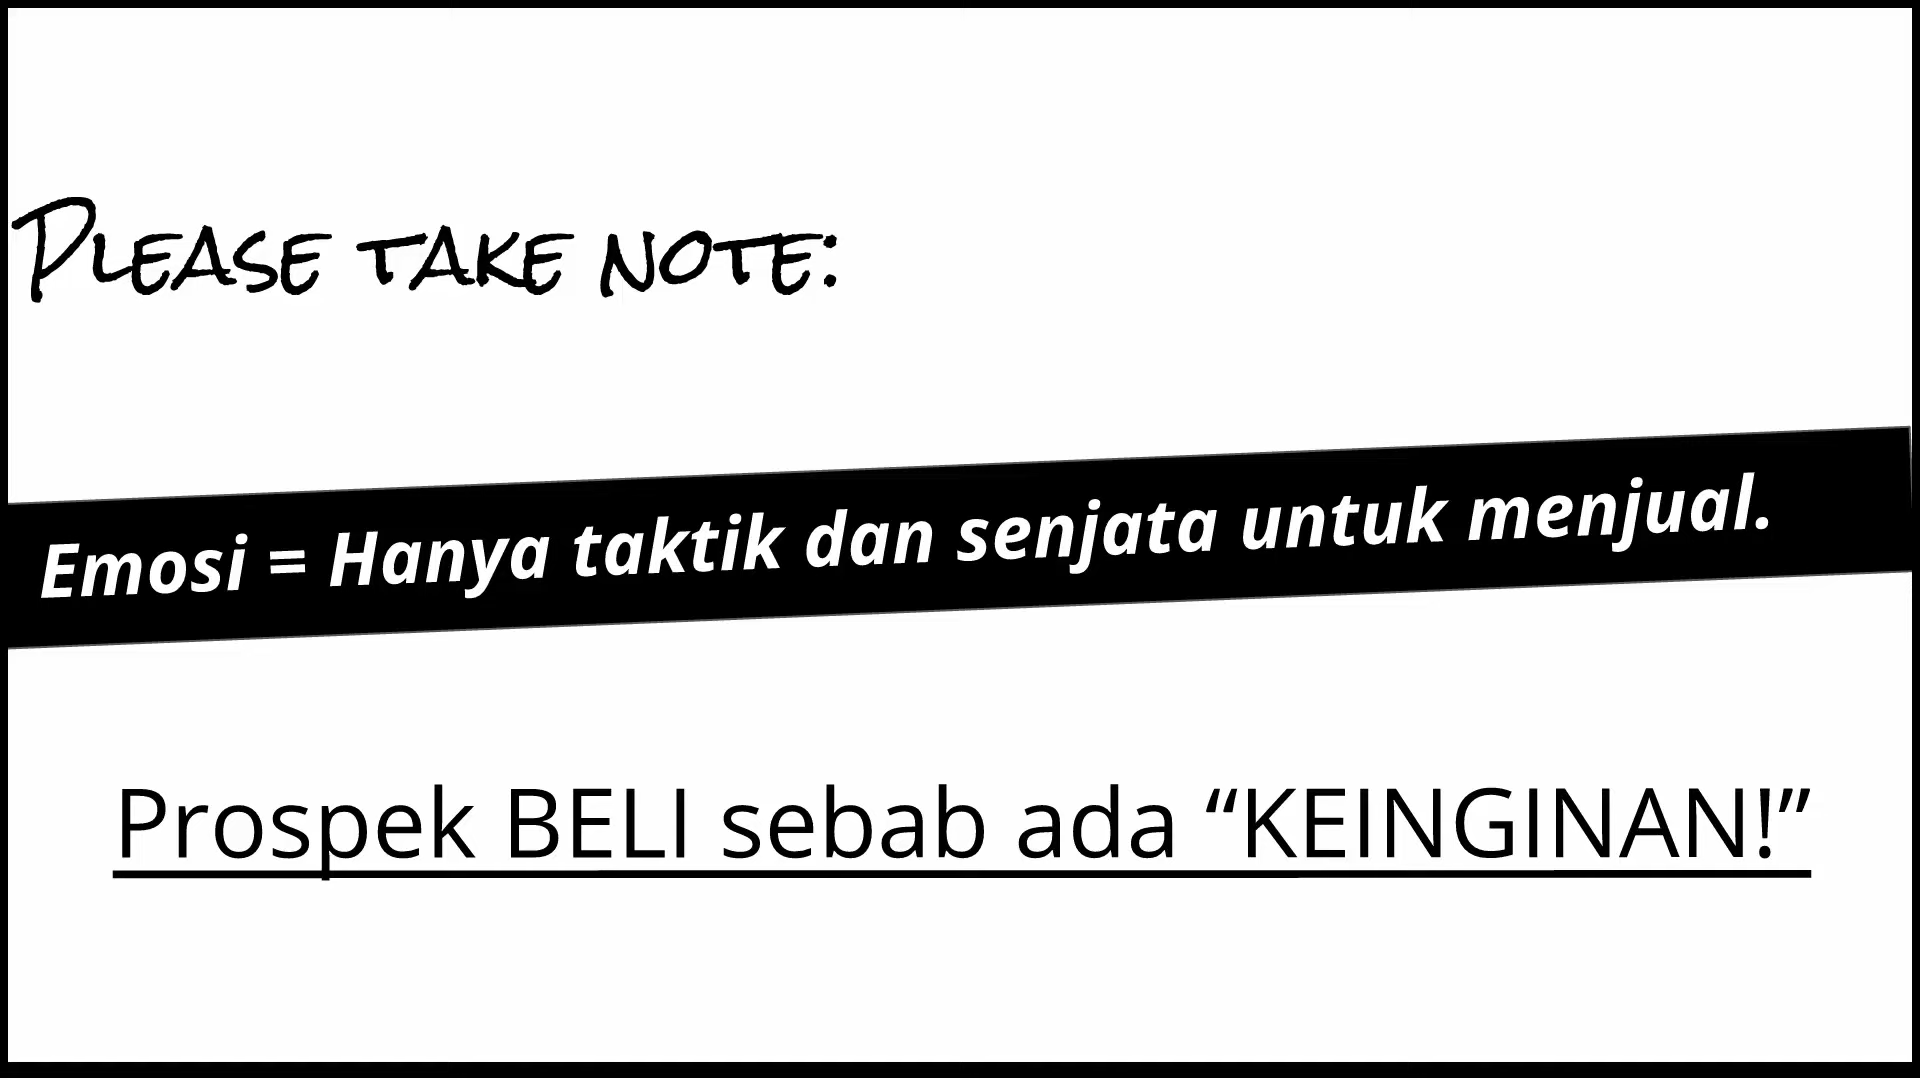 Please take note:
Emosi = Hanya taktik dan senjata untuk menjual.
Prospek BELI sebab ada “KEINGINAN!”